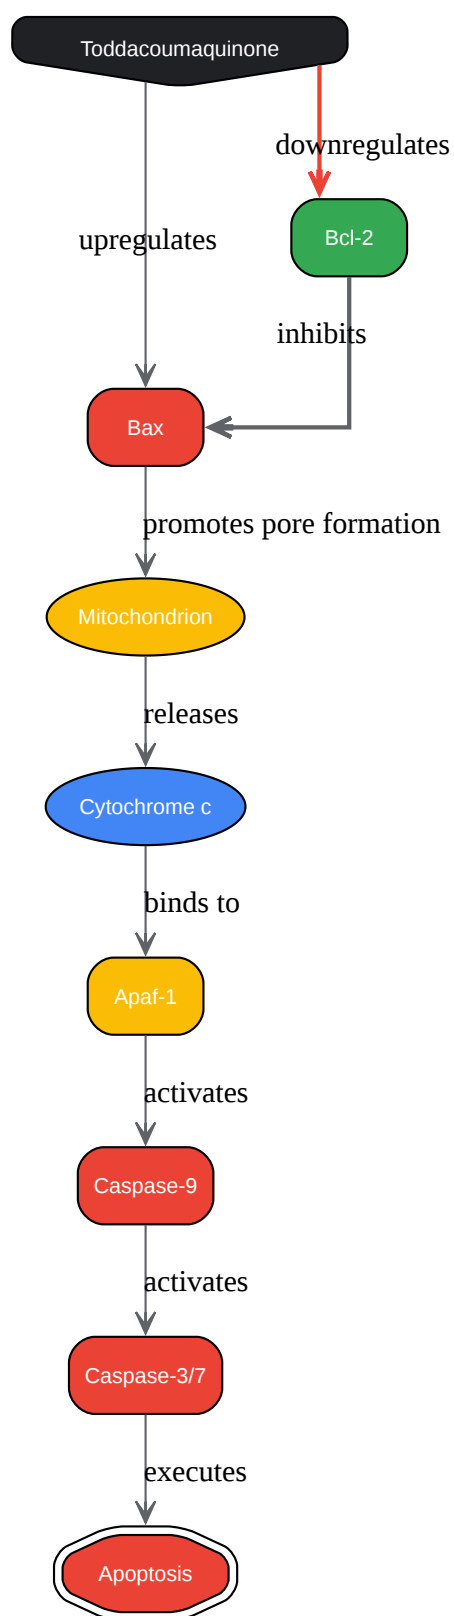 Toddacoumaquinone
downregulates
Bcl-2
upregulates
inhibits
Bax
promotes pore formation
Mitochondrion
releases
Cytochrome c
binds to
Apaf-1
activates
Caspase-9
activates
Caspase-3/7
executes
Apoptosis